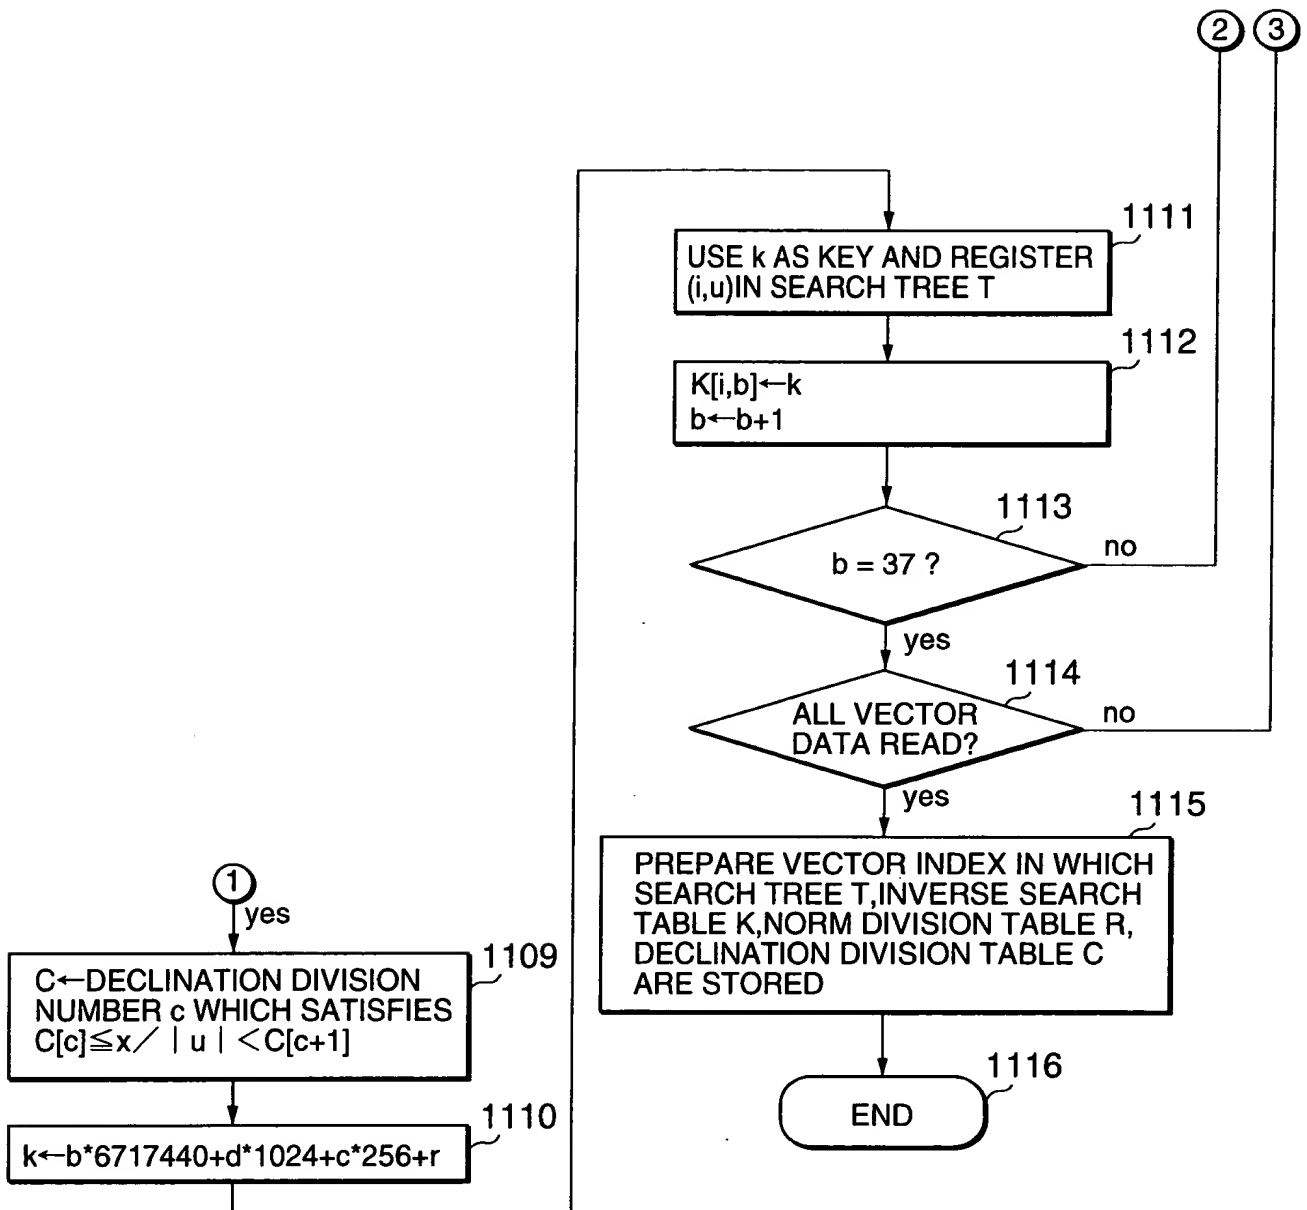 2 3
1111
USE k AS KEY AND REGISTER
(i,u)IN SEARCH TREE T
1112
K[i,b]←k
b←b+1
1113
b = 37 ?
no
yes
1114
ALL VECTOR
DATA READ?
no
yes
1115
PREPARE VECTOR INDEX IN WHICH
SEARCH TREE T,INVERSE SEARCH
TABLE K,NORM DIVISION TABLE R,
DECLINATION DIVISION TABLE C
ARE STORED
1116
END
1
yes
1109
C←DECLINATION DIVISION
NUMBER c WHICH SATISFIES
C[c]≦x/|u|<C[c+1]
1110
k←b*6717440+d*1024+c*256+r